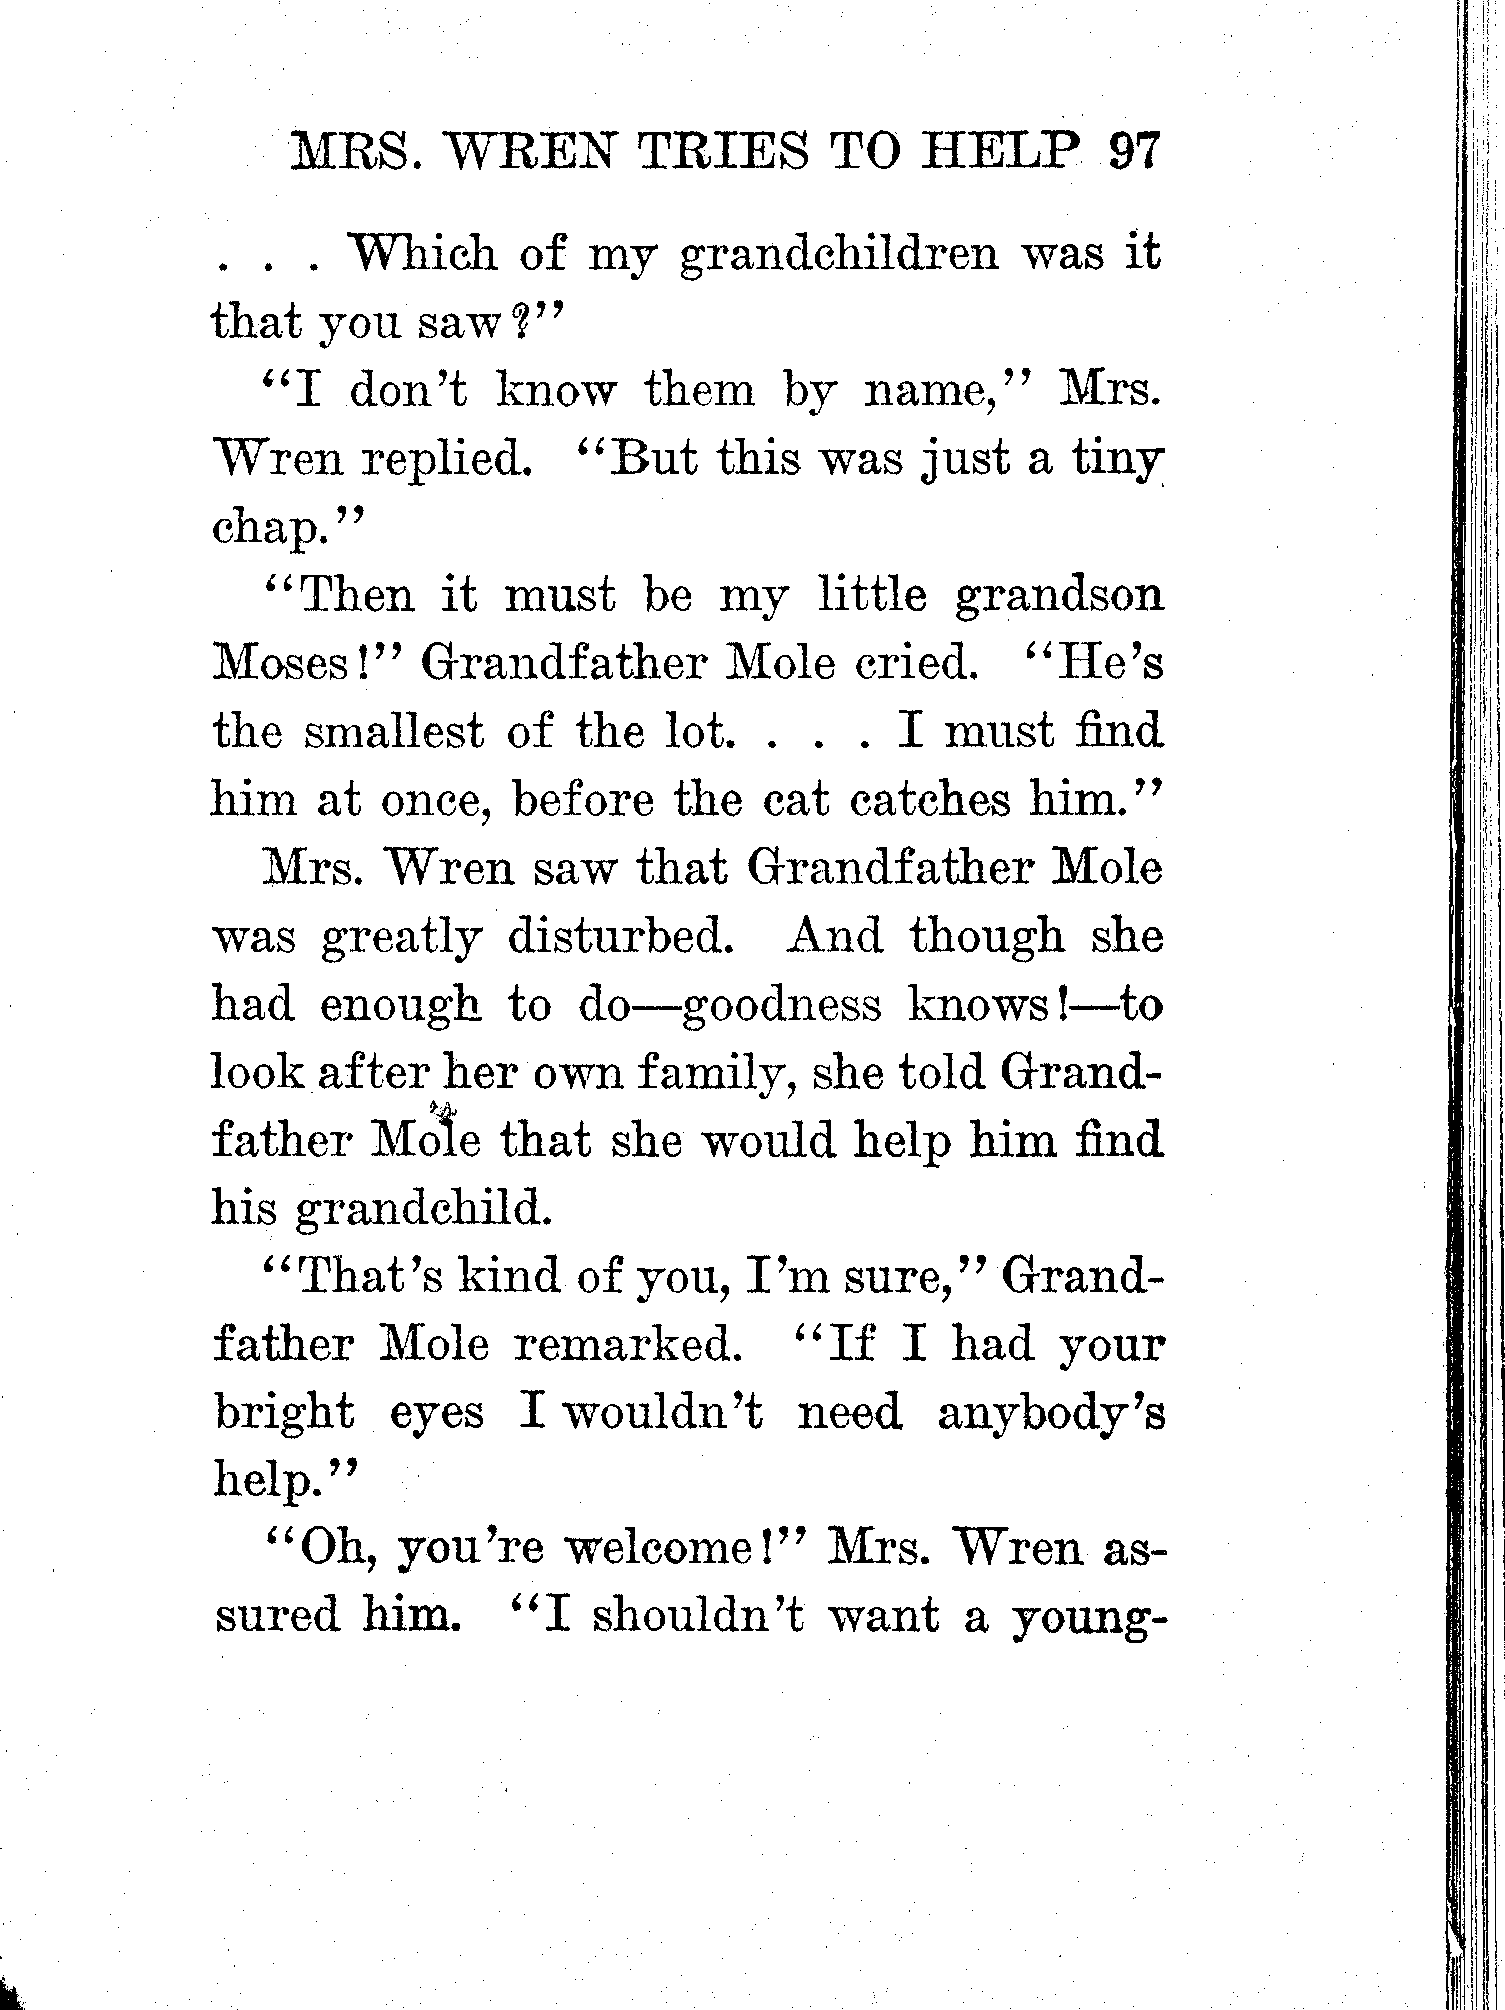 MRS. WREN TRIES TO HELP 97
. . . Which of my grandchildren was it
that you saw?"
"I don't know them by name," Mrs.
Wren replied. "But this was just a tiny
chap."
"Then it must be my little grandson
Moses!" Grandfather Mole cried. "He's
the smallest of the lot. . . . I must find
him at once, before the cat catches him."
Mrs. Wren saw that Grandfather Mole
was greatly disturbed. And though she
had enough to do—goodness knows!—to
look after her own family, she told Grand-
father Mole that she would help him find
his grandchild.
"That's kind of you, I'm sure," Grand-
father Mole remarked. "If I had your
bright eyes I wouldn't need anybody's
help."
"Oh, you're welcome!" Mrs. Wren as-
sured him. "I shouldn't want a young-